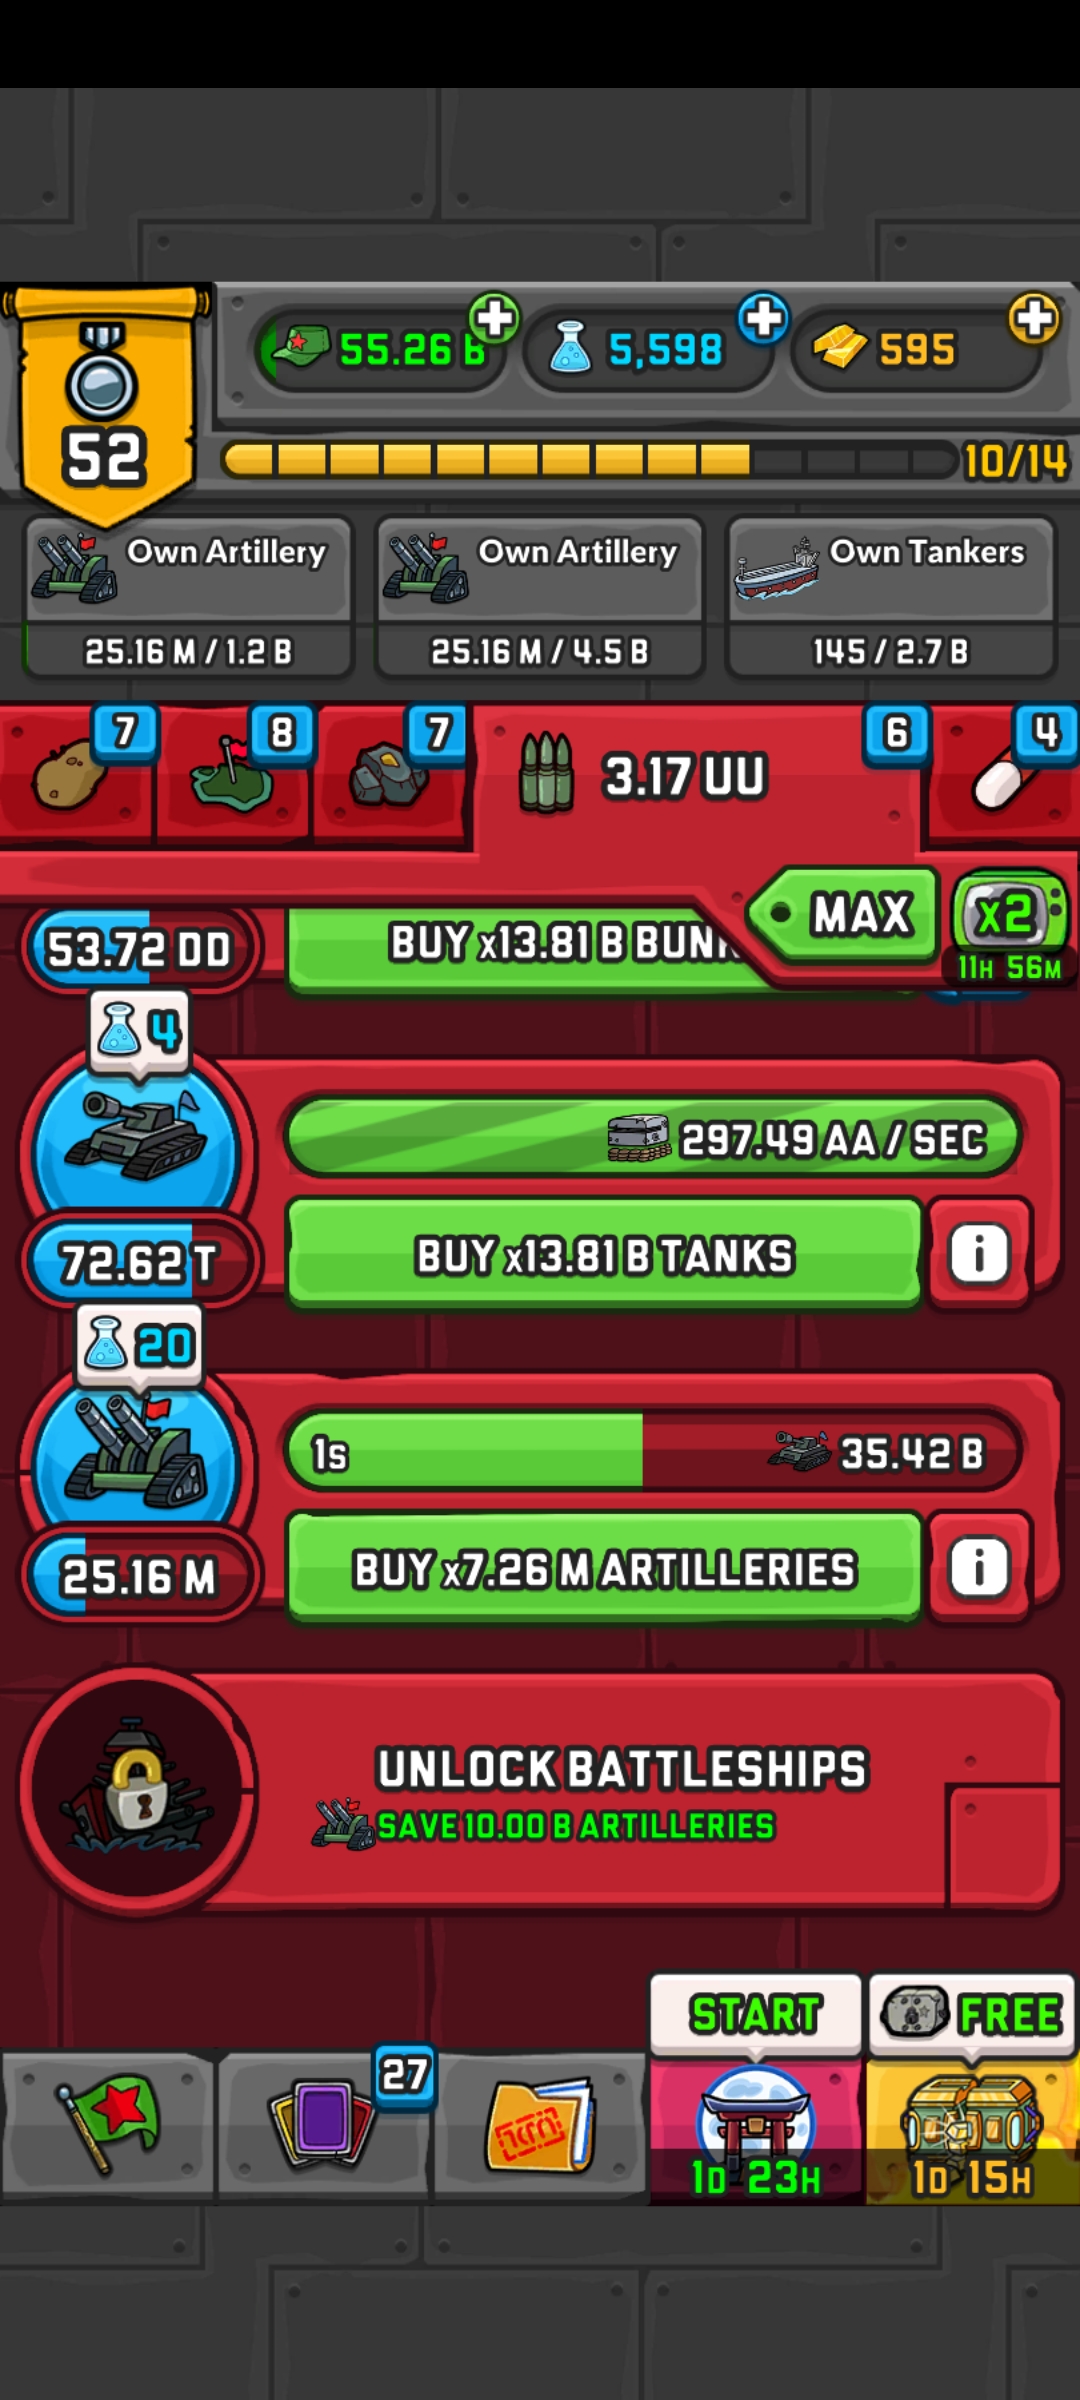 55.26 B
5,598
595
52
10/14
Own Artillery
25.16 M / 1.2 B
Own Artillery
25.16 M / 4.5 B
Own Tankers
145 / 2.7 B
7
8
7
3.17 UU
6
4
MAX
x2
11H 56M
53.72 DD
BUY x13.81 B
4
297.49 AA / SEC
72.62 T
BUY x13.81 B TANKS
i
20
1s
35.42 B
25.16 M
BUY x7.26 M ARTILLERIES
i
UNLOCK BATTLESHIPS
SAVE 10.00 B ARTILLERIES
START
FREE
27
1D 23H
1D 15H